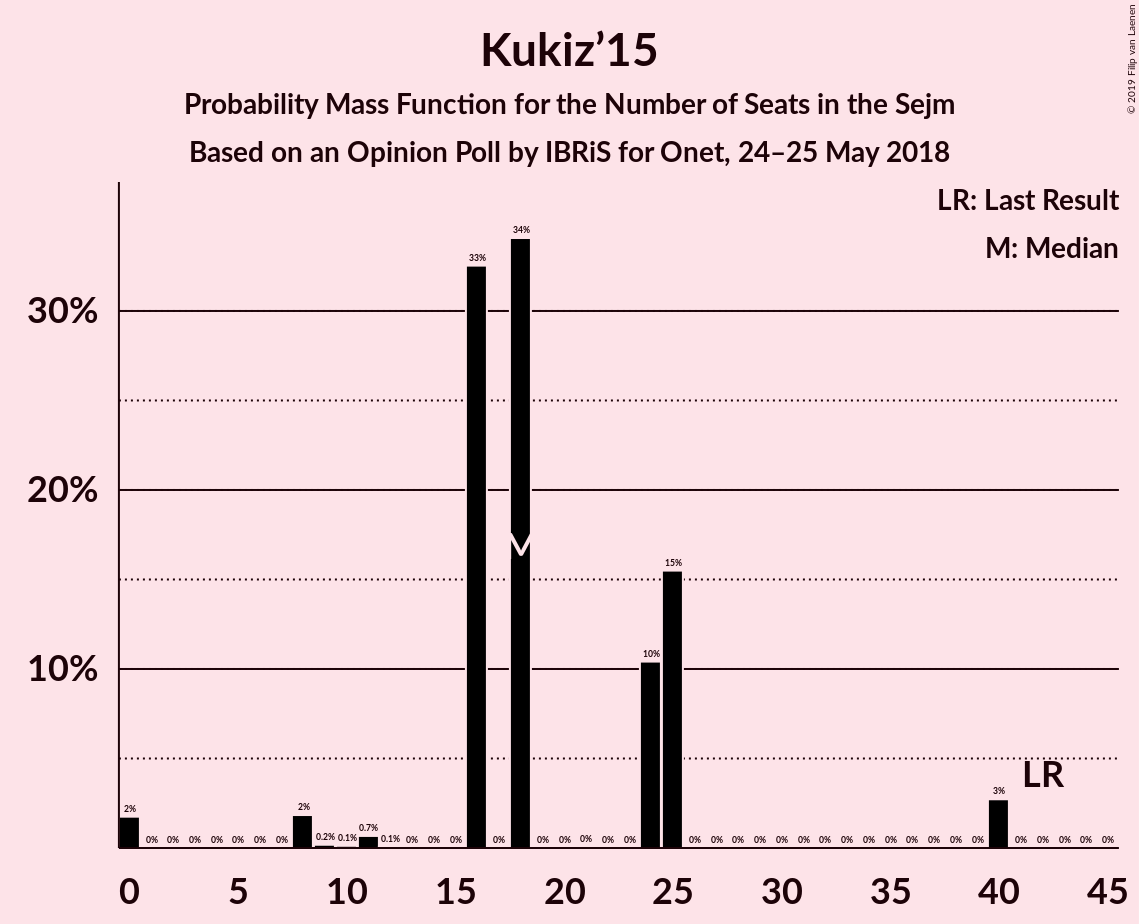 Kukiz’15
Probability Mass Function for the Number of Seats in the Sejm
Based on an Opinion Poll by IBRiS for Onet, 24–25 May 2018
© 2019 Filip van Laenen
LR: Last Result
M: Median
30%
20%
10%
2% 0% 0% 0% 0% 0% 0% 0% 2% 0.2% 0.1% 0.7% 0.1% 0% 0% 0% 33% 0% 34% 0% 0% 0% 0% 0% 10% 15% 0% 0% 0% 0% 0% 0% 0% 0% 0% 0% 0% 0% 0% 0% 3% 0% 0% 0% 0% 0%
M
LR
0 5 10 15 20 25 30 35 40 45